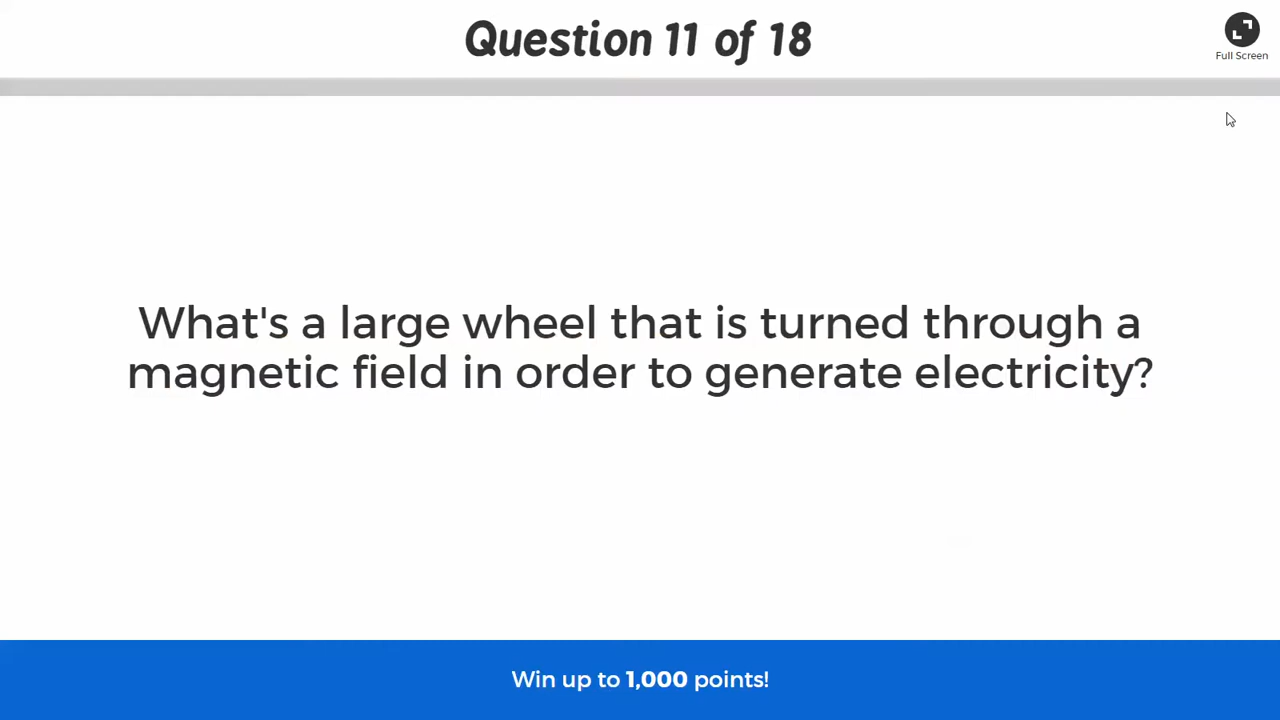 Question 11 of 18
Full Screen
What's a large wheel that is turned through a
magnetic field in order to generate electricity?
Win up to 1,000 points!